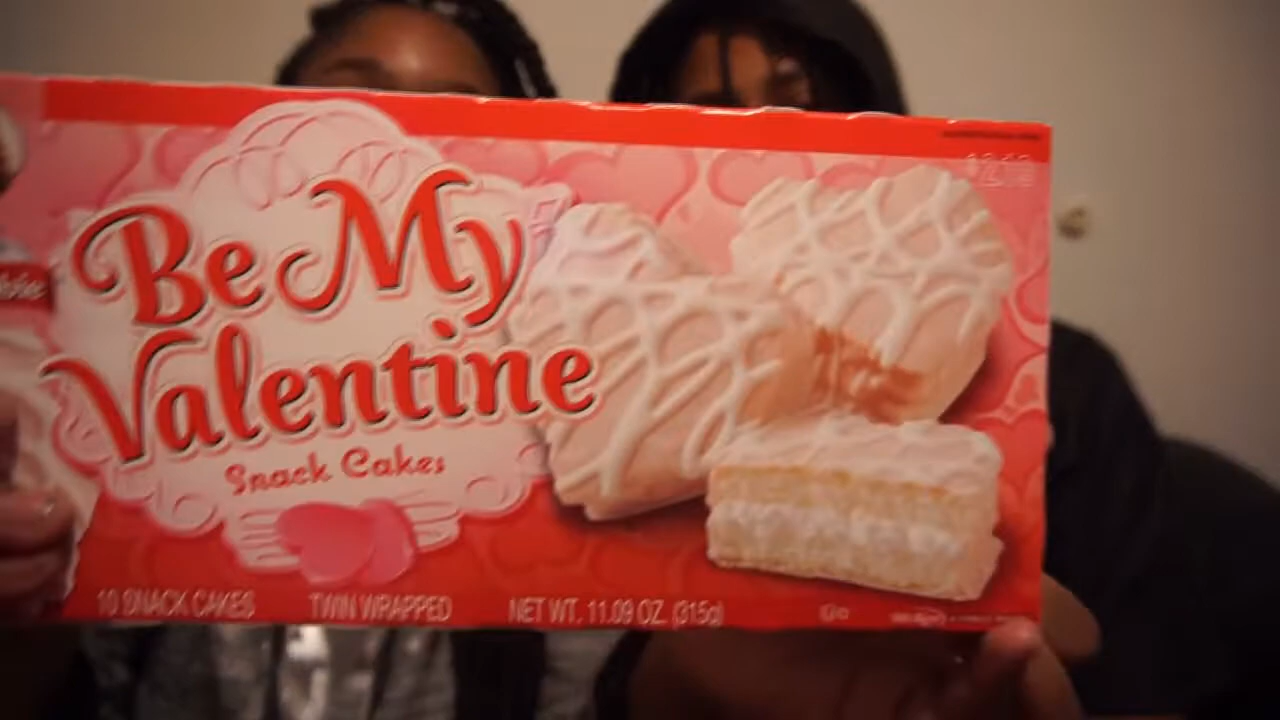 Be My
Valentine
Snack Cakes
10 SNACK CAKES TWIN WRAPPED NET WT. 11.09 OZ. (315g)